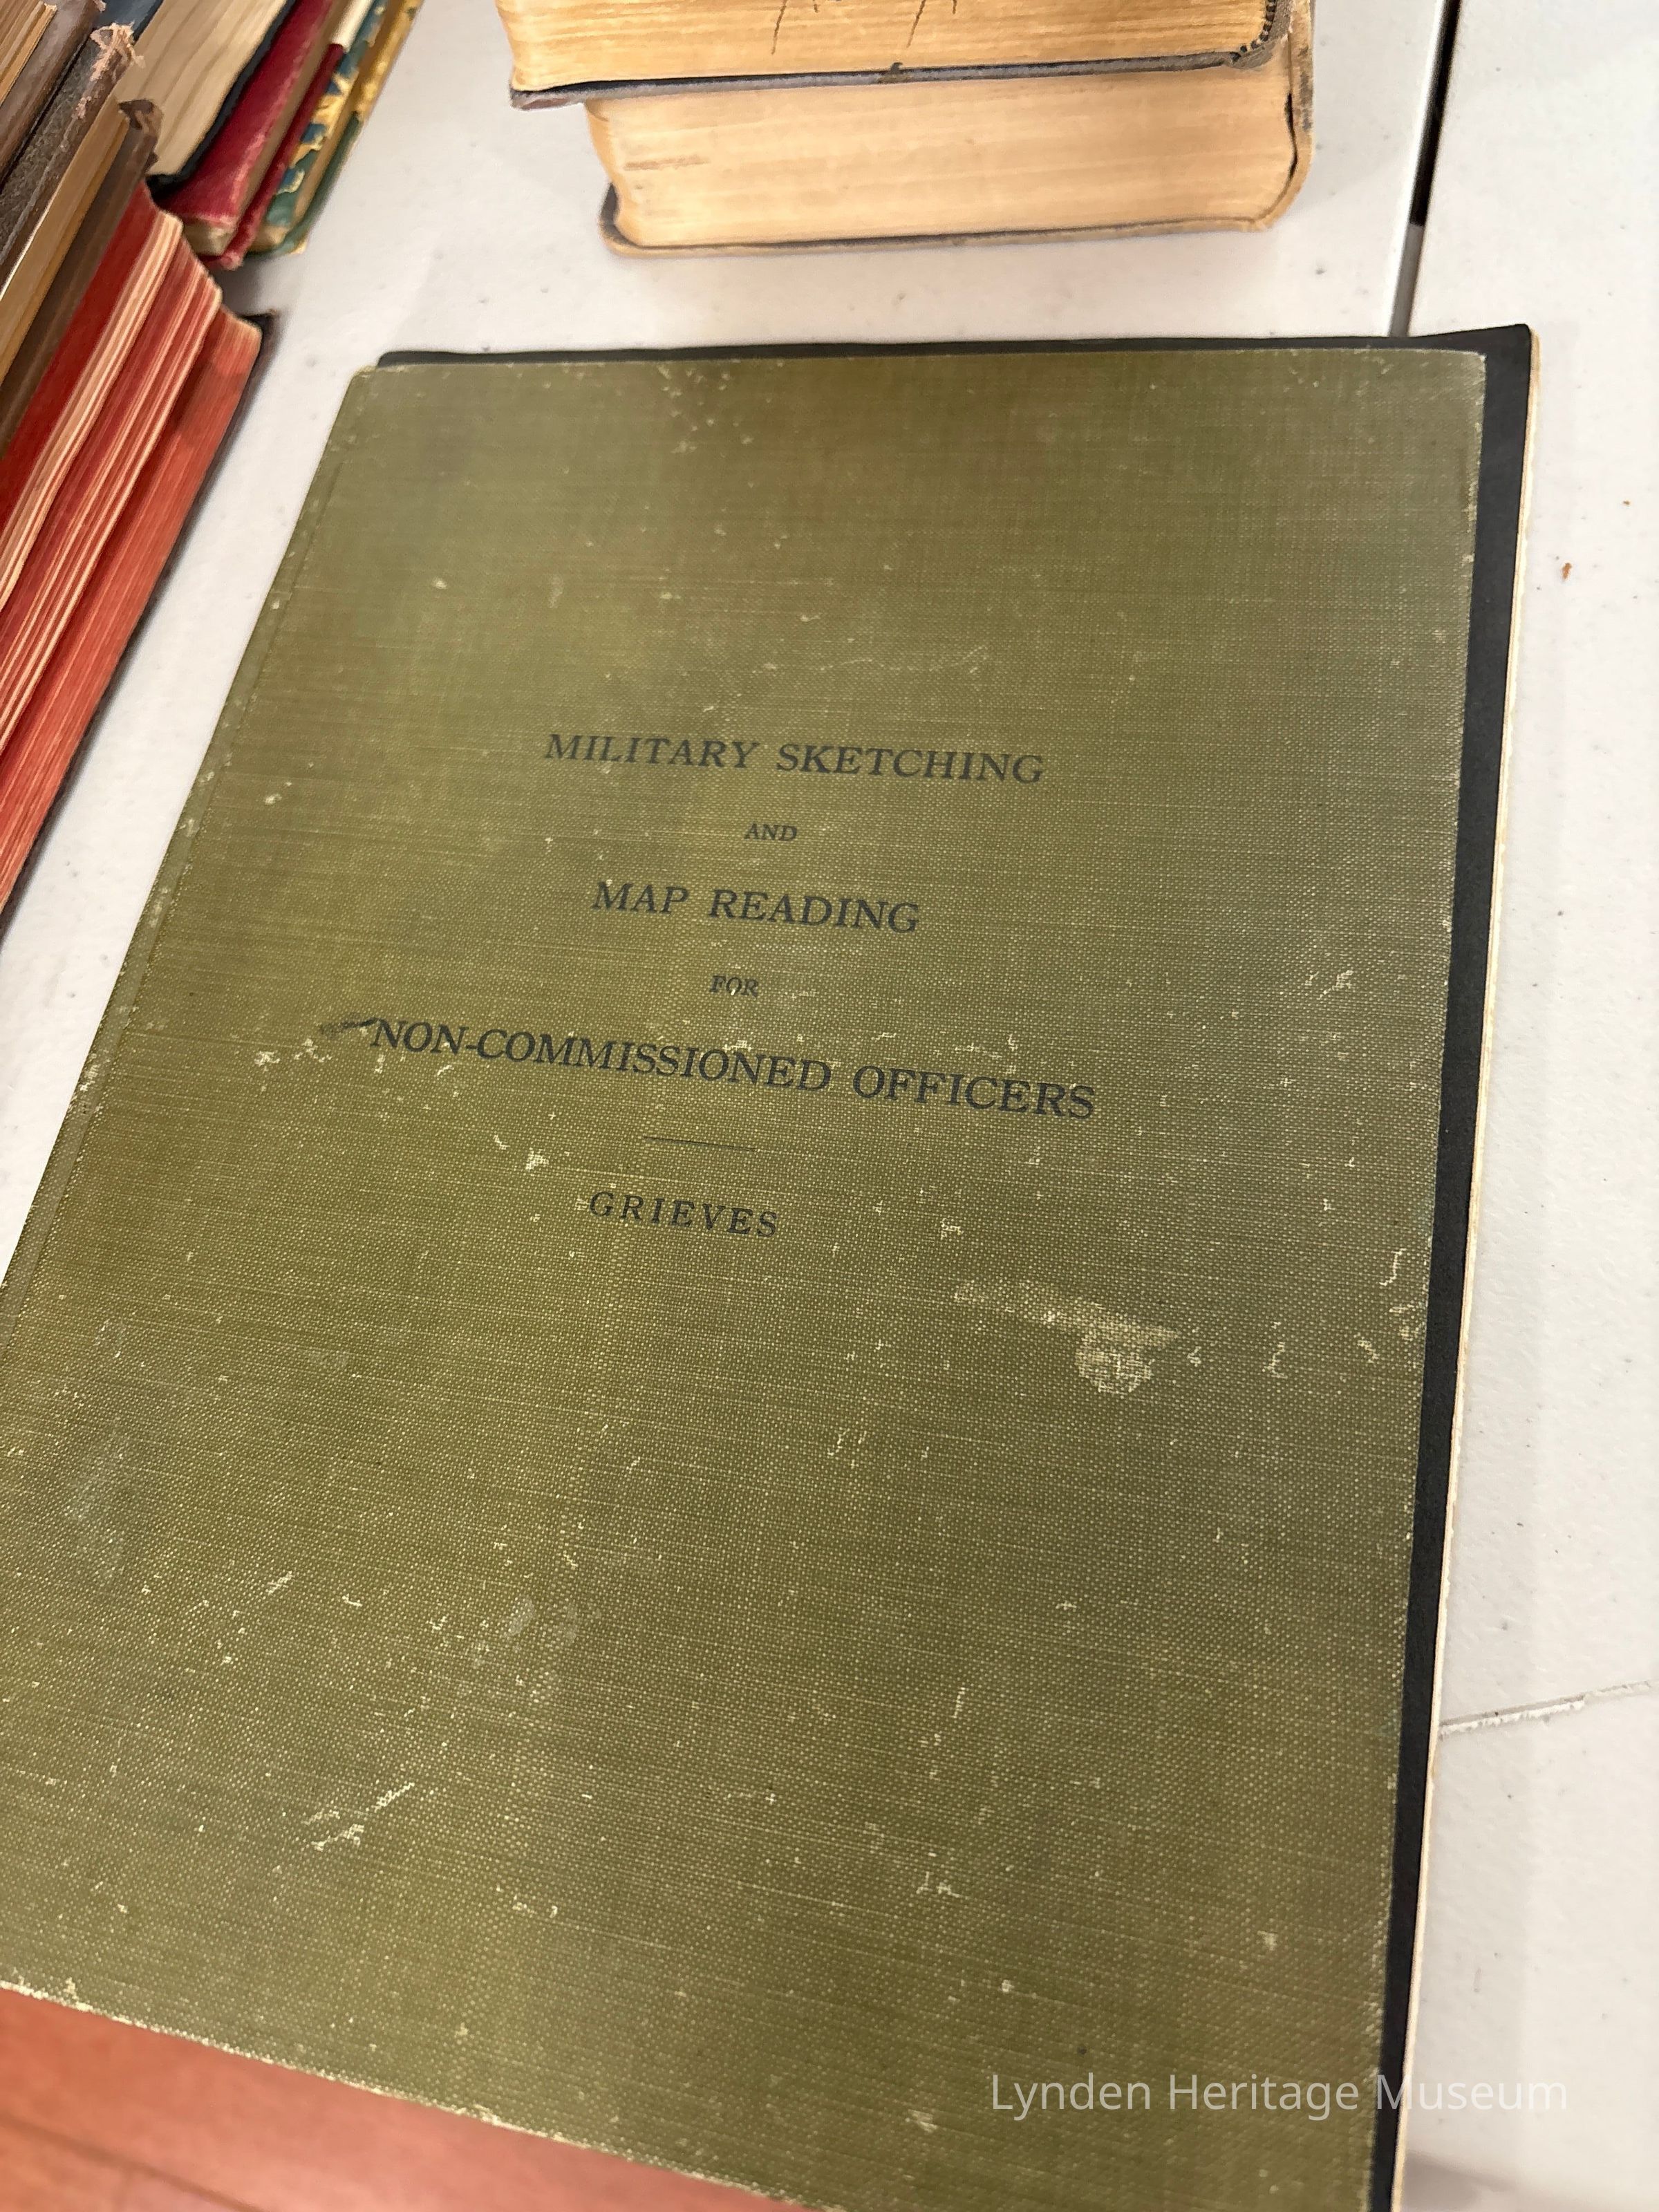 MILITARY SKETCHING
AND
MAP READING
FOR
NON-COMMISSIONED OFFICERS
GRIEVES
Lynden Heritage Museum